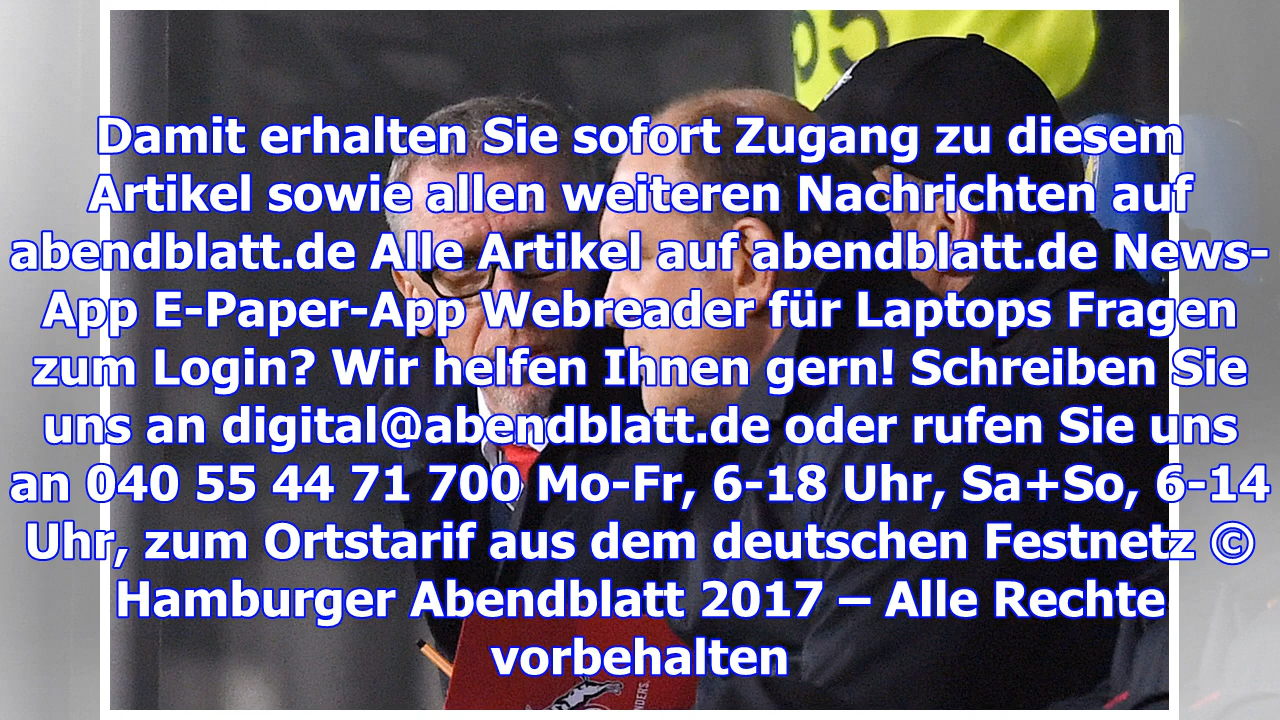 95
Damit erhalten Sie sofort Zugang zu diesem
Artikel sowie allen weiteren Nachrichten auf
abendblatt.de Alle Artikel auf abendblatt.de News-
App E-Paper-App Webreader für Laptops Fragen
zum Login? Wir helfen Ihnen gern! Schreiben Sie
uns an digital@abendblatt.de oder rufen Sie uns
an 040 55 44 71 700 Mo-Fr, 6-18 Uhr, Sa+So, 6-14
Uhr, zum Ortstarif aus dem deutschen Festnetz ©
Hamburger Abendblatt 2017 – Alle Rechte
vorbehalten